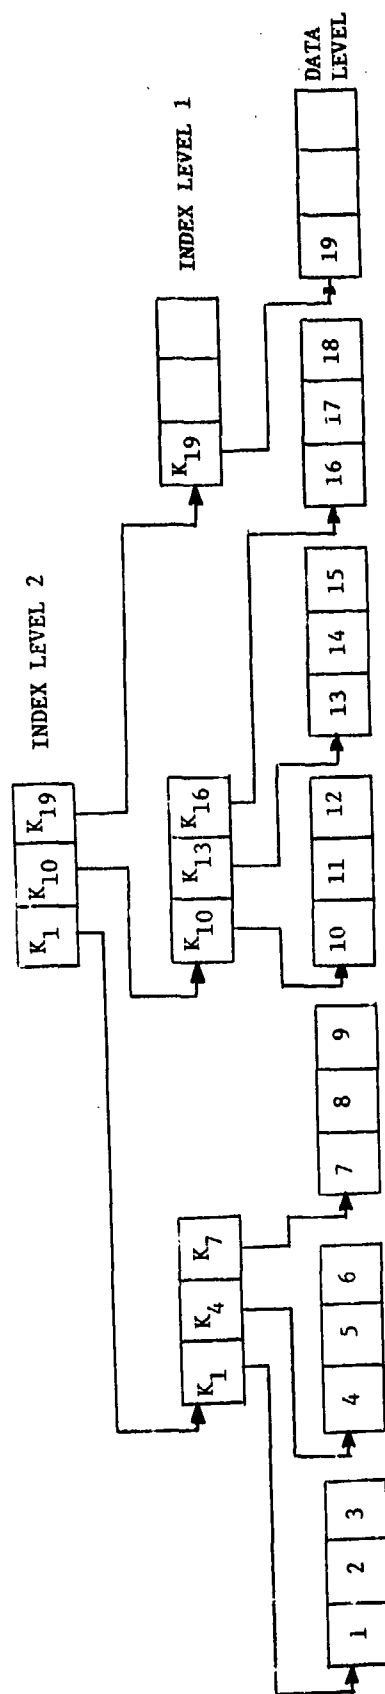 INDEX LEVEL 2
K1 K10 K19
INDEX LEVEL 1
K1 K4 K7
K10 K13 K16
K19
DATA
LEVEL
1 2 3
4 5 6
7 8 9
10 11 12
13 14 15
16 17 18
19